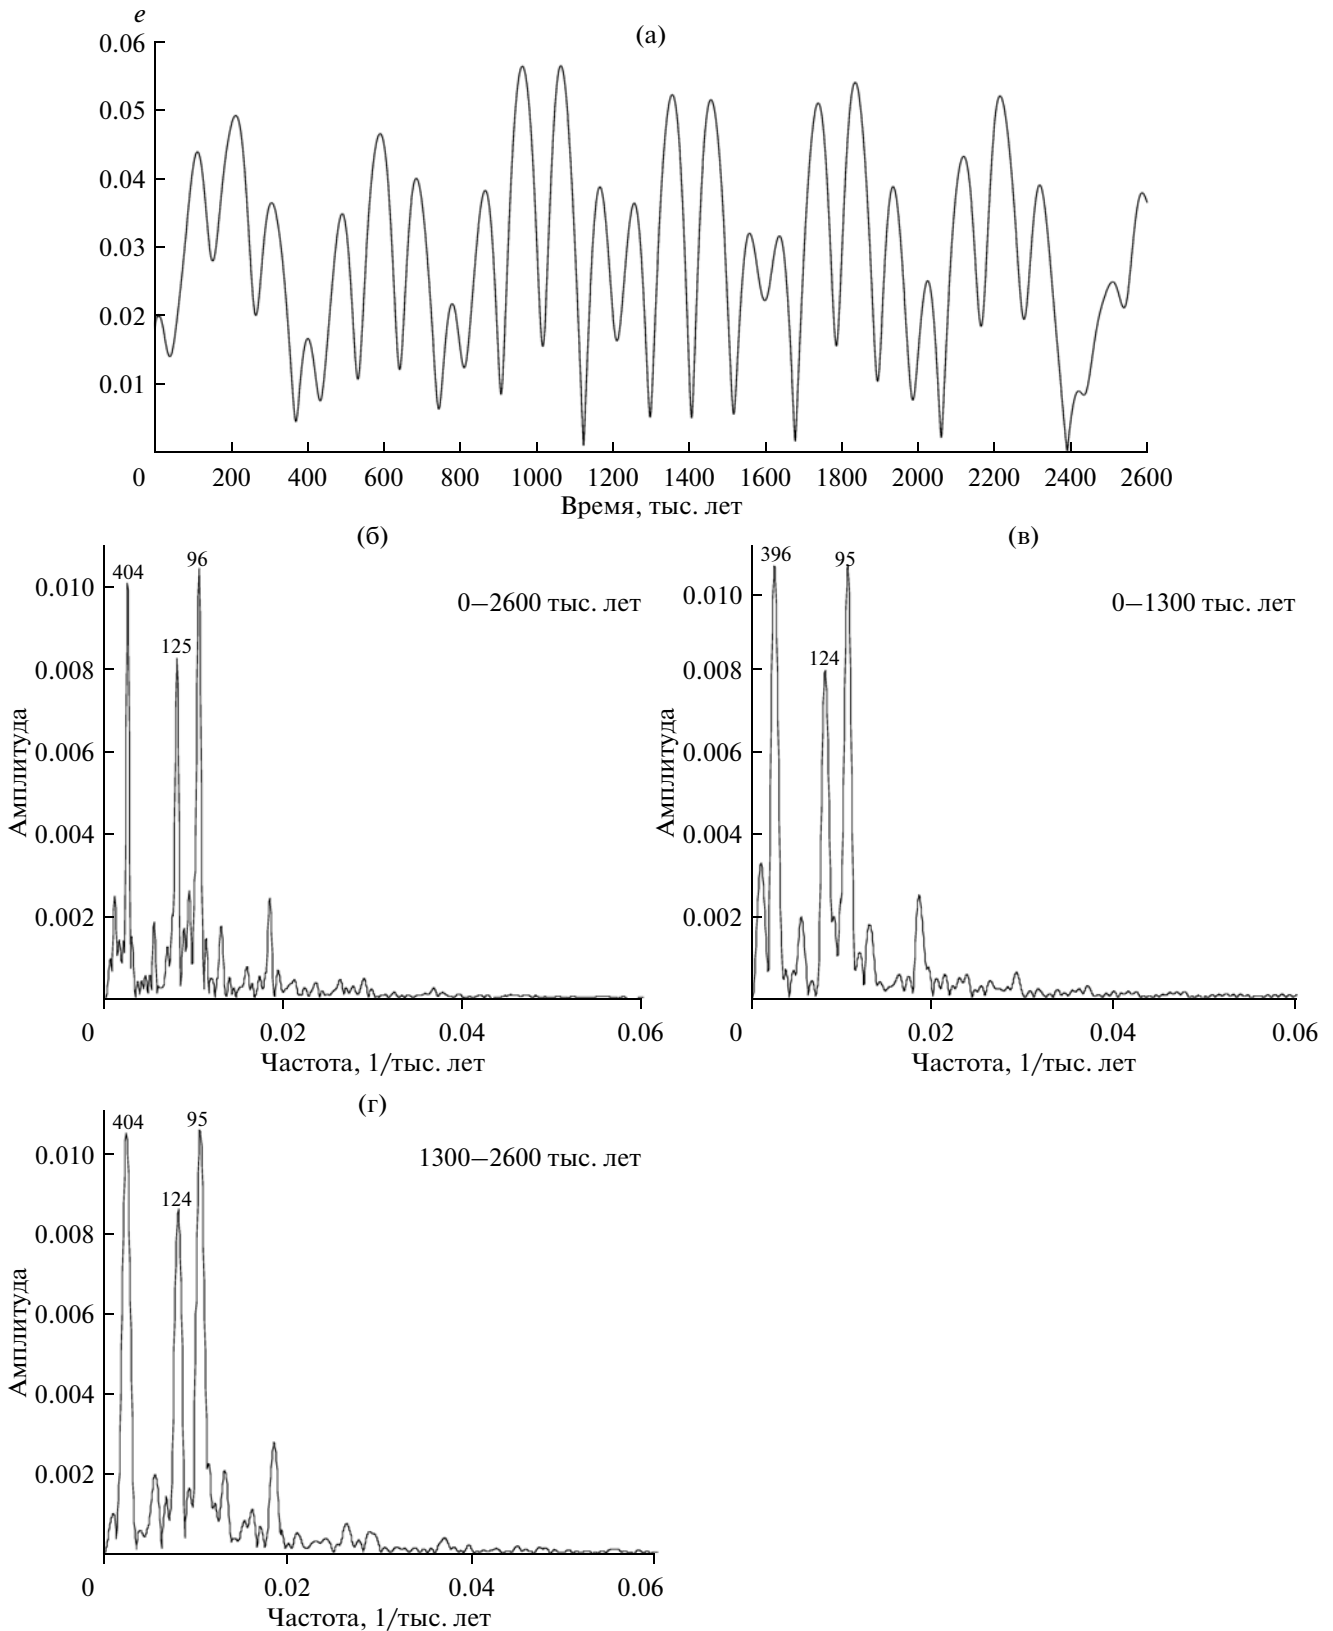 e
(а)
0.06
0.05
0.04
0.03
0.02
0.01
0 200 400 600 800 1000 1200 1400 1600 1800 2000 2200 2400 2600
Время, тыс. лет
(б)
404
96
125
0–2600 тыс. лет
0.010
0.008
0.006
0.004
0.002
Амплитуда
0 0.02 0.04 0.06
Частота, 1/тыс. лет
(в)
396
95
124
0–1300 тыс. лет
0.010
0.008
0.006
0.004
0.002
Амплитуда
0 0.02 0.04 0.06
Частота, 1/тыс. лет
(г)
404
95
124
1300–2600 тыс. лет
0.010
0.008
0.006
0.004
0.002
Амплитуда
0 0.02 0.04 0.06
Частота, 1/тыс. лет